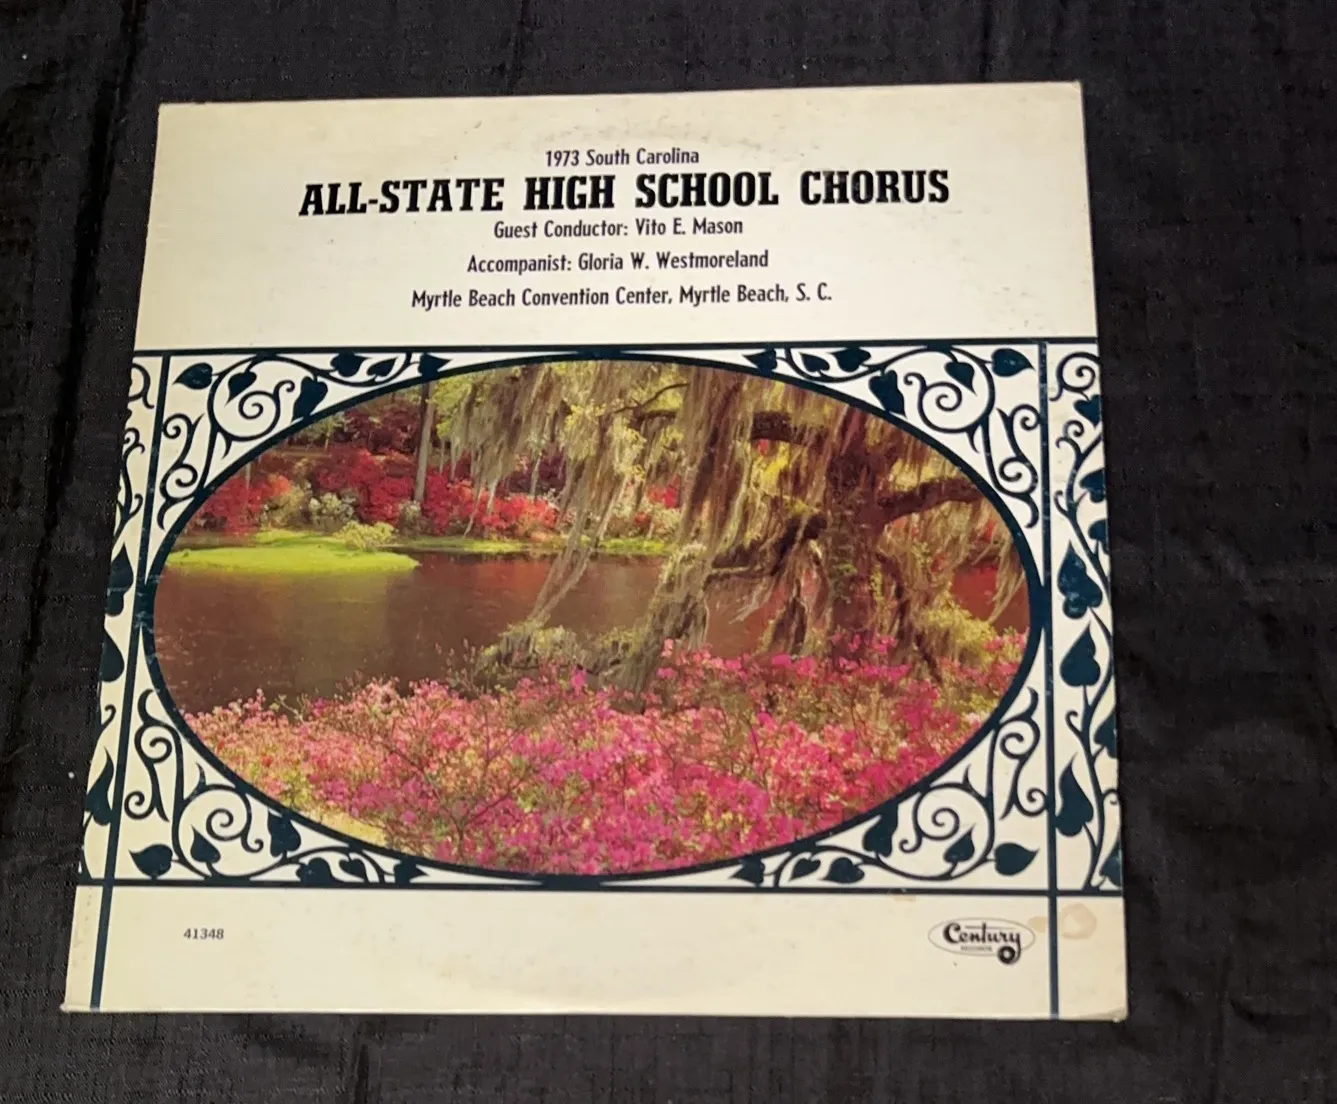 1973 South Carolina
ALL-STATE HIGH SCHOOL CHORUS
Guest Conductor: Vito E. Mason
Accompanist: Gloria W. Westmoreland
Myrtle Beach Convention Center, Myrtle Beach, S. C.
41348
Century
RECORDS